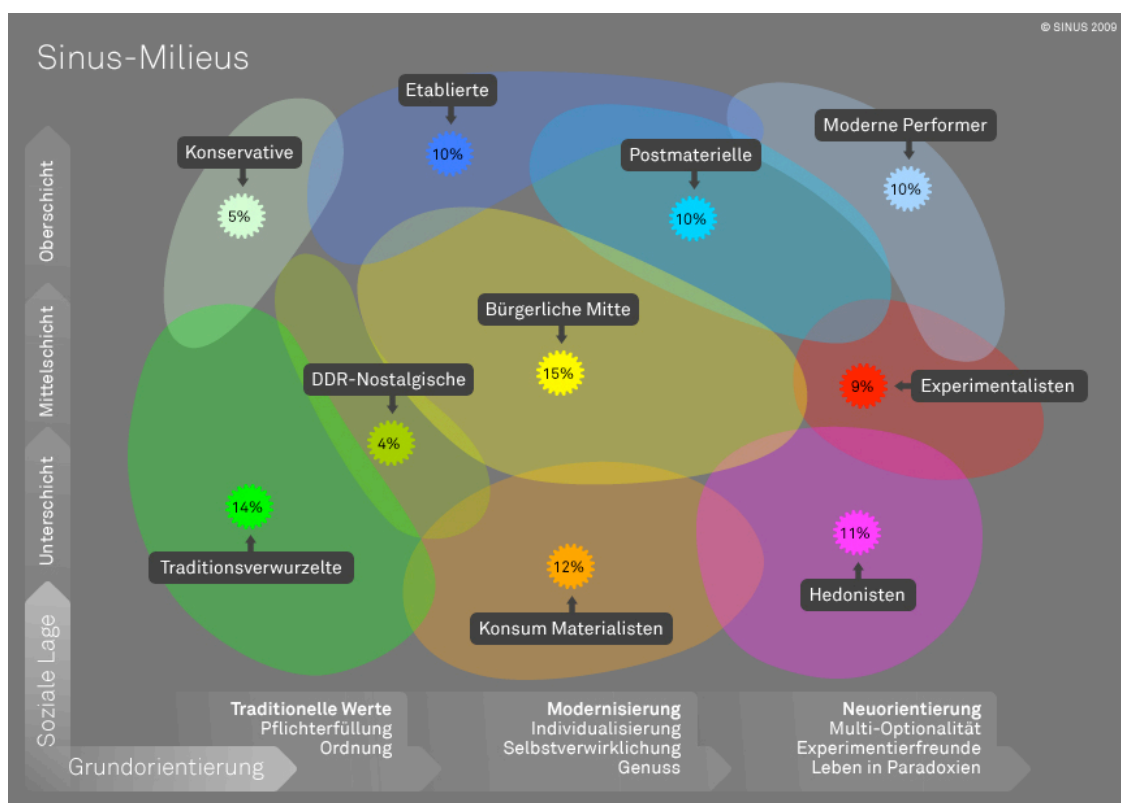 © SINUS 2009
Sinus-Milieus
Etablierte
10%
Konservative
5%
Postmaterielle
10%
Moderne Performer
10%
Bürgerliche Mitte
15%
DDR-Nostalgische
4%
9%
Experimentalisten
14%
Traditionsverwurzelte
12%
Konsum Materialisten
11%
Hedonisten
Oberschicht
Mittelschicht
Unterschicht
Soziale Lage
Traditionelle Werte
Pflichterfüllung
Ordnung
Modernisierung
Individualisierung
Selbstverwirklichung
Genuss
Neuorientierung
Multi-Optionalität
Experimentierfreunde
Leben in Paradoxien
Grundorientierung